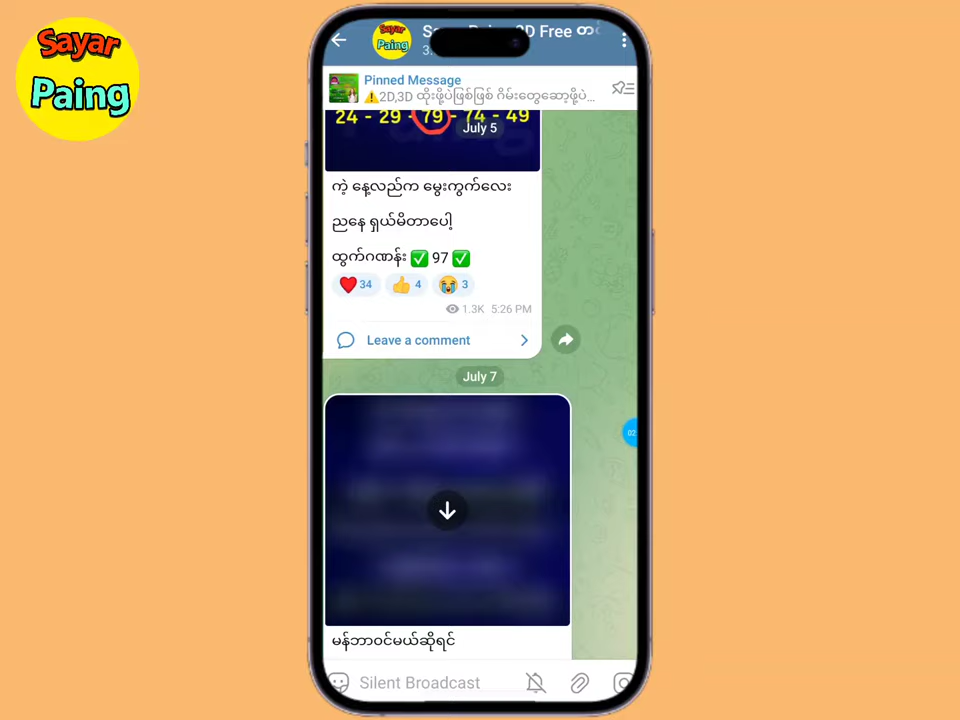 Sayar
Paing
Sayar
Paing
D Free
Pinned Message
⚠️2D,3D ထိုးဖို့ပဲဖြစ်ဖြစ် ဂိမ်းတွေဆော့ဖို့ပဲ...
24 - 29 - 79 - 74 - 49
July 5
ကဲ့ နေ့လည်က မွေးကွက်လေး
ညနေ ရှယ်မိတာပေါ့
ထွက်ဂဏန်း ✅ 97 ✅
❤️ 34 👍 4 😭 3
1.3K 5:26 PM
Leave a comment
July 7
မန်ဘာဝင်မယ်ဆိုရင်
Silent Broadcast